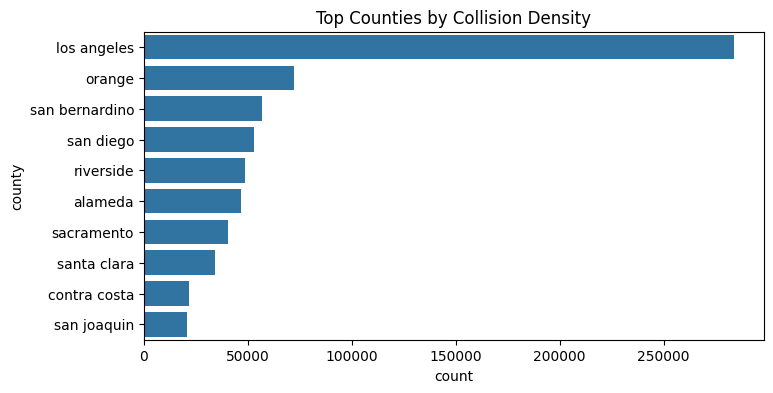 Top Counties by Collision Density
los angeles
orange
san bernardino
san diego
riverside
alameda
sacramento
santa clara
contra costa
san joaquin
county
0 50000 100000 150000 200000 250000
count